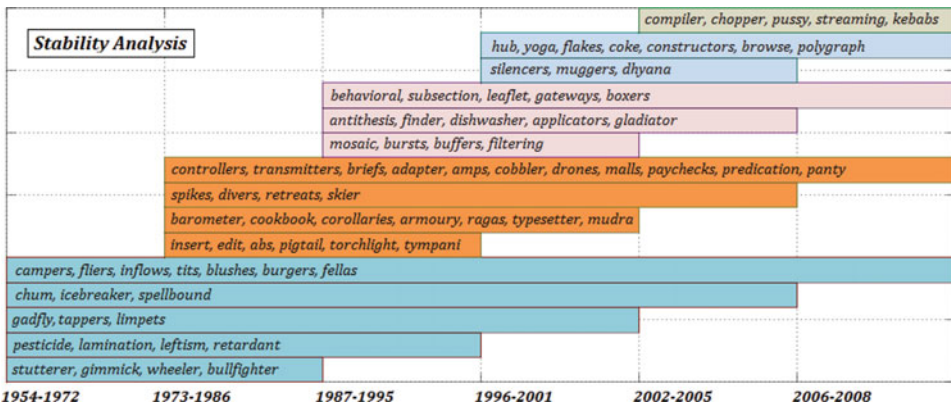 compiler, chopper, pussy, streaming, kebabs
Stability Analysis
hub, yoga, flakes, coke, constructors, browse, polygraph
silencers, muggers, dhyana
behavioral, subsection, leaflet, gateways, boxers
antithesis, finder, dishwasher, applicators, gladiator
mosaic, bursts, buffers, filtering
controllers, transmitters, briefs, adapter, amps, cobbler, drones, malls, paychecks, predication, panty
spikes, divers, retreats, skier
barometer, cookbook, corollaries, armoury, ragas, typesetter, mudra
insert, edit, abs, pigtail, torchlight, tympani
campers, fliers, inflows, tits, blushes, burgers, fellas
chum, icebreaker, spellbound
gadfly, tappers, limpets
pesticide, lamination, leftism, retardant
stutterer, gimmick, wheeler, bullfighter
1954-1972 1973-1986 1987-1995 1996-2001 2002-2005 2006-2008